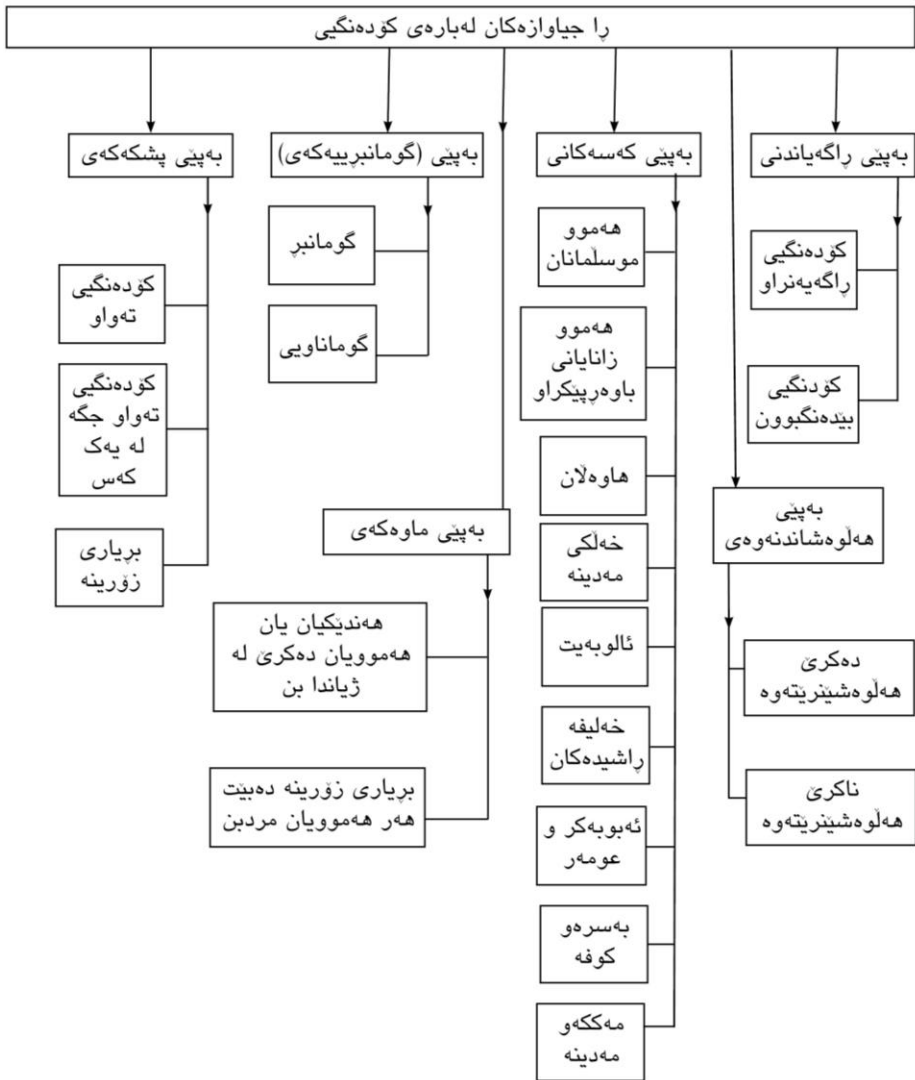 ڕا جیاوازەکان لەبارەی کۆدەنگیی
بەپێی ڕاگەیاندنی
کۆدەنگیی
ڕاگەیەنراو
کۆدنگیی
بێدەنگبوون
بەپێی
هەڵوەشاندنەوەی
دەکرێ
هەڵوەشێنرێتەوە
ناکرێ
هەڵوەشێنرێتەوە
بەپێی کەسەکانی
هەموو
موسڵمانان
هەموو
زانایانی
باوەڕپێکراو
هاوەڵان
خەڵکی
مەدینە
ئالوبەیت
خەلیفە
ڕاشیدەکان
ئەبوبەکر و
عومەر
بەسرەو
کوفە
مەککەو
مەدینە
بەپێی ماوەکەی
هەندێکیان یان
هەموویان دەکرێ لە
ژیاندا بن
بڕیاری زۆرینە دەبێت
هەر هەموویان مردبن
بەپێی (گومانبڕییەکەی)
گومانبڕ
گوماناویی
بەپێی پشکەکەی
کۆدەنگیی
تەواو
کۆدەنگیی
تەواو جگە
لە یەک
کەس
بڕیاری
زۆرینە